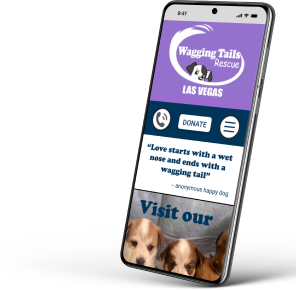 9:41
Wagging Tails
Rescue
LAS VEGAS
DONATE
“Love starts with a wet
nose and ends with a
wagging tail”
- anonymous happy dog
Visit our